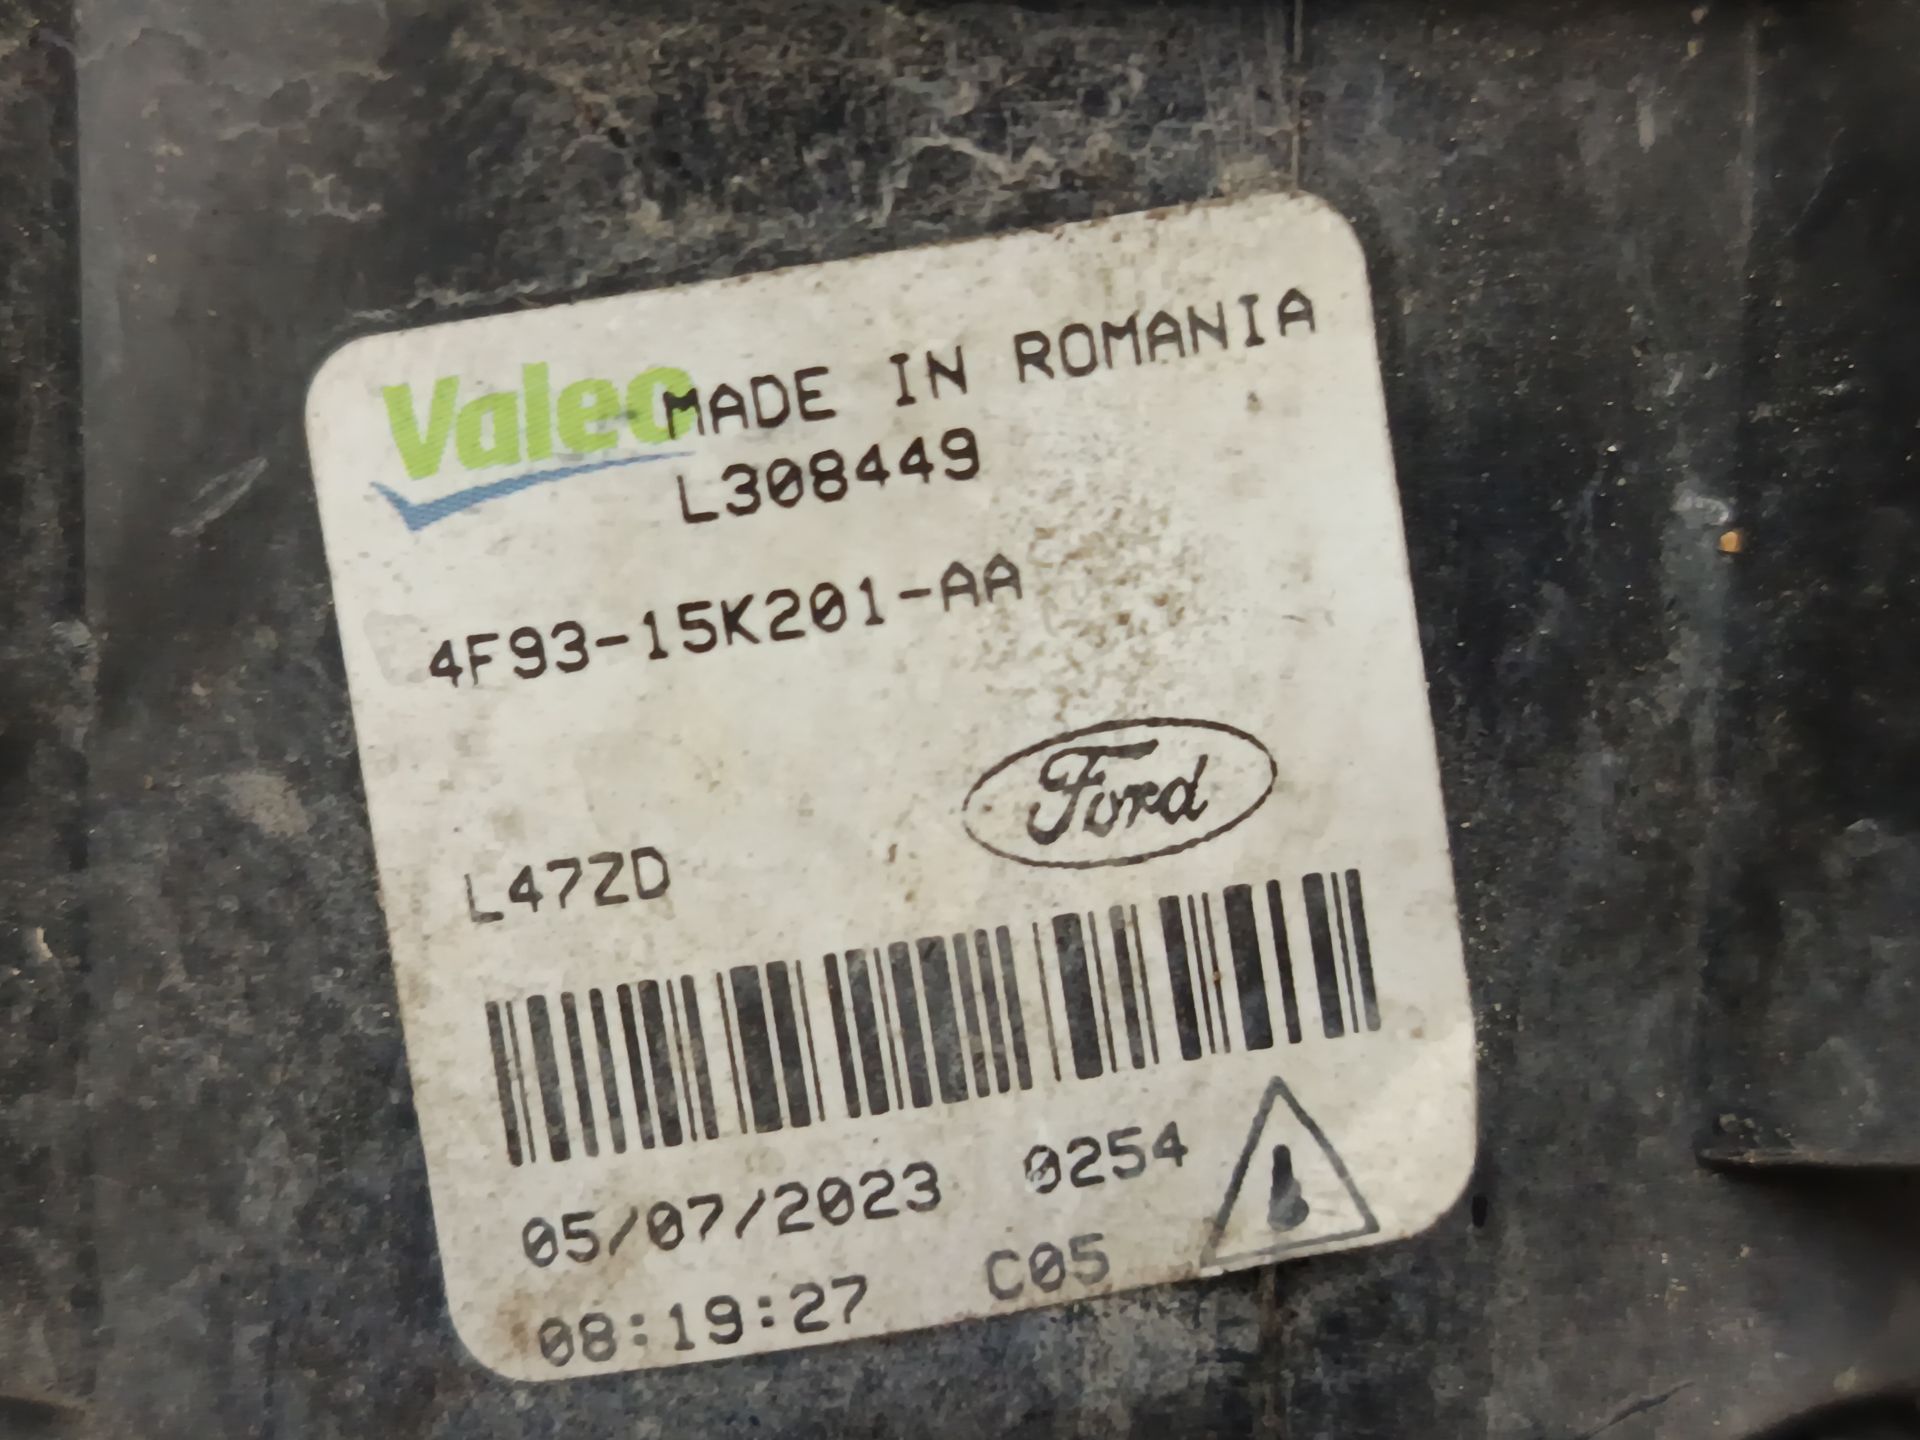 Valeo MADE IN ROMANIA
L308449
4F93-15K201-AA
Ford
L47ZD
05/07/2023 0254
08:19:27 C05